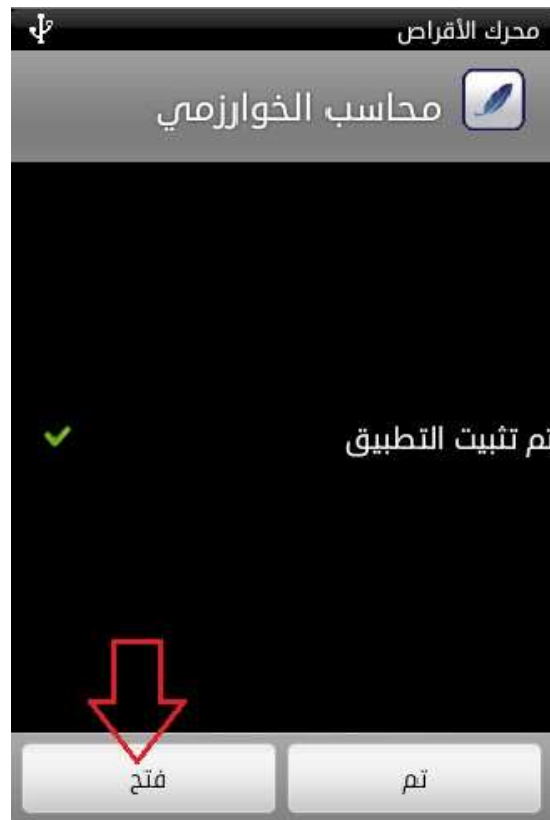 محرك الأقراص
محاسب الخوارزمي
تم تثبيت التطبيق
تم
فتح